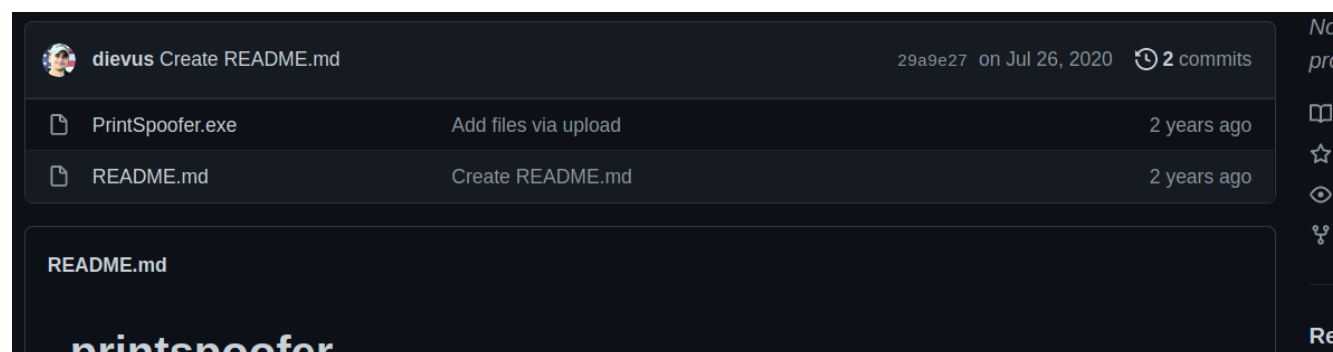 dievus Create README.md 29a9e27 on Jul 26, 2020 2 commits
PrintSpoofer.exe Add files via upload 2 years ago
README.md Create README.md 2 years ago
README.md
printspoofer